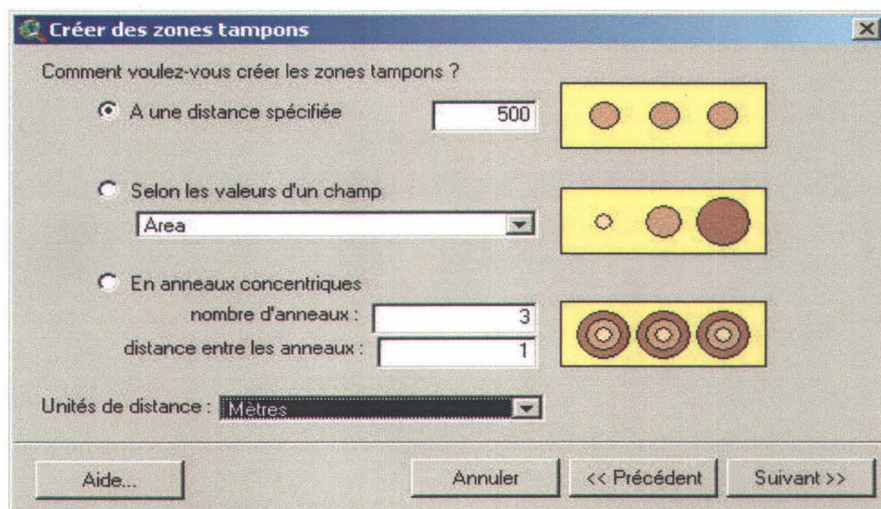 Créer des zones tampons
Comment voulez-vous créer les zones tampons ?
A une distance spécifiée 500
Selon les valeurs d'un champ
Area
En anneaux concentriques
nombre d'anneaux : 3
distance entre les anneaux : 1
Unités de distance : Mètres
Aide... Annuler << Précédent Suivant >>